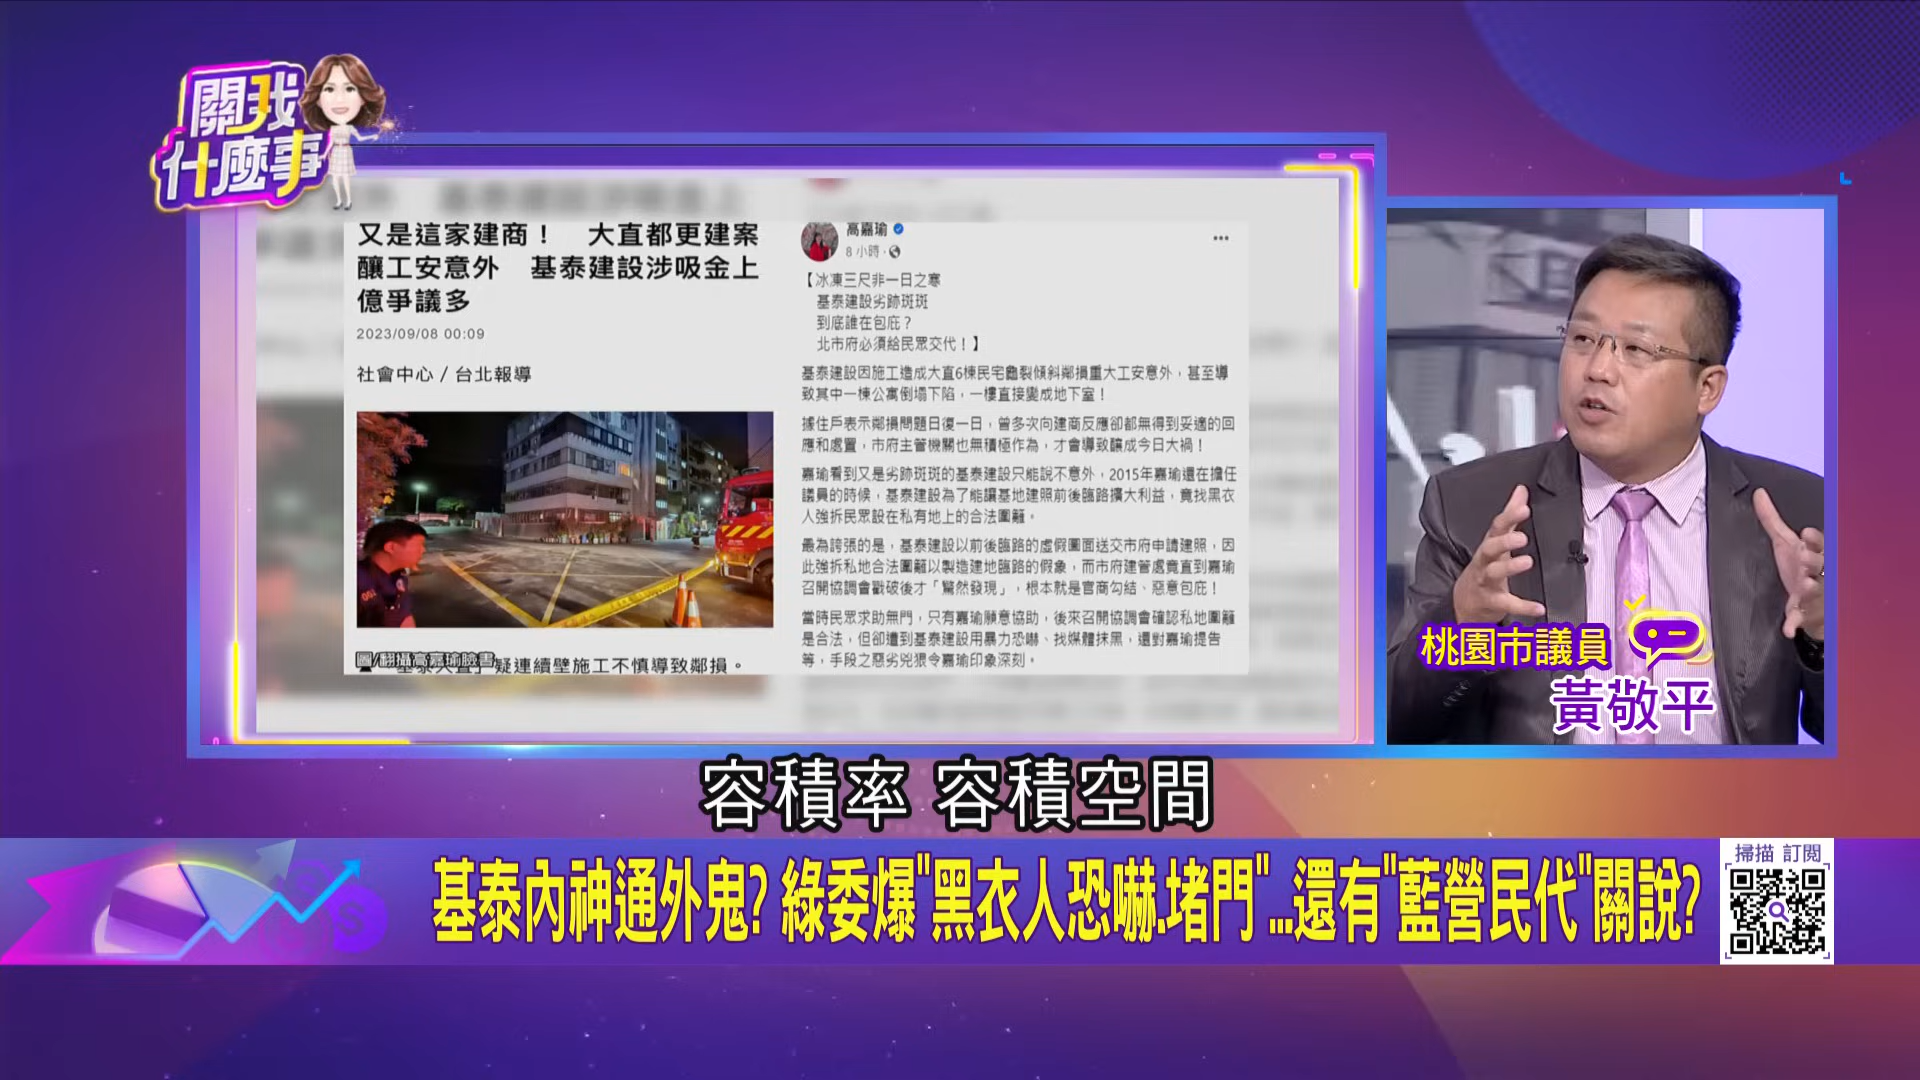 關我
什麼事
又是這家建商！ 大直都更建案
釀工安意外 基泰建設涉吸金上
億爭議多
2023/09/08 00:09
社會中心 / 台北報導
圖/翻攝高嘉瑜臉書
疑連續壁施工不慎導致鄰損。
高嘉瑜
8 小時
【冰凍三尺非一日之寒
基泰建設劣跡斑斑
到底誰在包庇？
北市府必須給民眾交代！】
基泰建設因施工造成大直6棟民宅龜裂傾斜鄰損重大工安意外，甚至導
致其中一棟公寓倒塌下陷，一樓直接變成地下室！
據住戶表示鄰損問題日復一日，曾多次向建商反應卻都無得到妥適的回
應和處置，市府主管機關也無積極作為，才會導致釀成今日大禍！
嘉瑜看到又是劣跡斑斑的基泰建設只能說不意外，2015年嘉瑜還在擔任
議員的時候，基泰建設為了能讓基地建照前後臨路擴大利益，竟找黑衣
人強拆民眾設在私有地上的合法圍籬。
最為誇張的是，基泰建設以前後臨路的虛假圖面送交市府申請建照，因
此強拆私地合法圍籬以製造建地臨路的假象，而市府建管處竟直到嘉瑜
召開協調會戳破後才「驚然發現」，根本就是官商勾結、惡意包庇！
當時民眾求助無門，只有嘉瑜願意協助，後來召開協調會確認私地圍籬
是合法，但卻遭到基泰建設用暴力恐嚇、找媒體抹黑，還對嘉瑜提告
等，手段之惡劣兇狠令嘉瑜印象深刻。
桃園市議員
黃敬平
容積率 容積空間
基泰內神通外鬼? 綠委爆"黑衣人恐嚇.堵門"...還有"藍營民代"關說?
掃描 訂閱